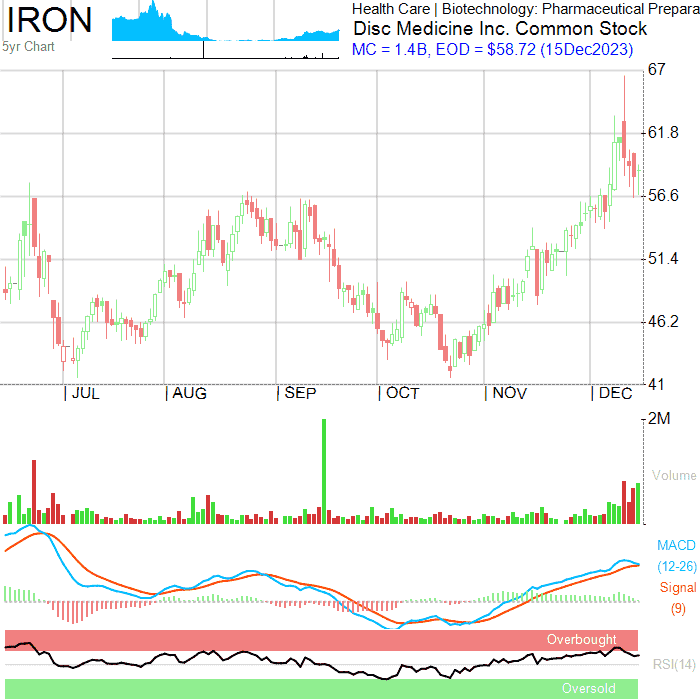 IRON
5yr Chart
Health Care | Biotechnology: Pharmaceutical Prepara
Disc Medicine Inc. Common Stock
MC = 1.4B, EOD = $58.72 (15Dec2023)
67
61.8
56.6
51.4
46.2
41
| JUL | AUG | SEP | OCT | NOV | DEC
2M
Volume
MACD
(12-26)
Signal
(9)
Overbought
RSI(14)
Oversold